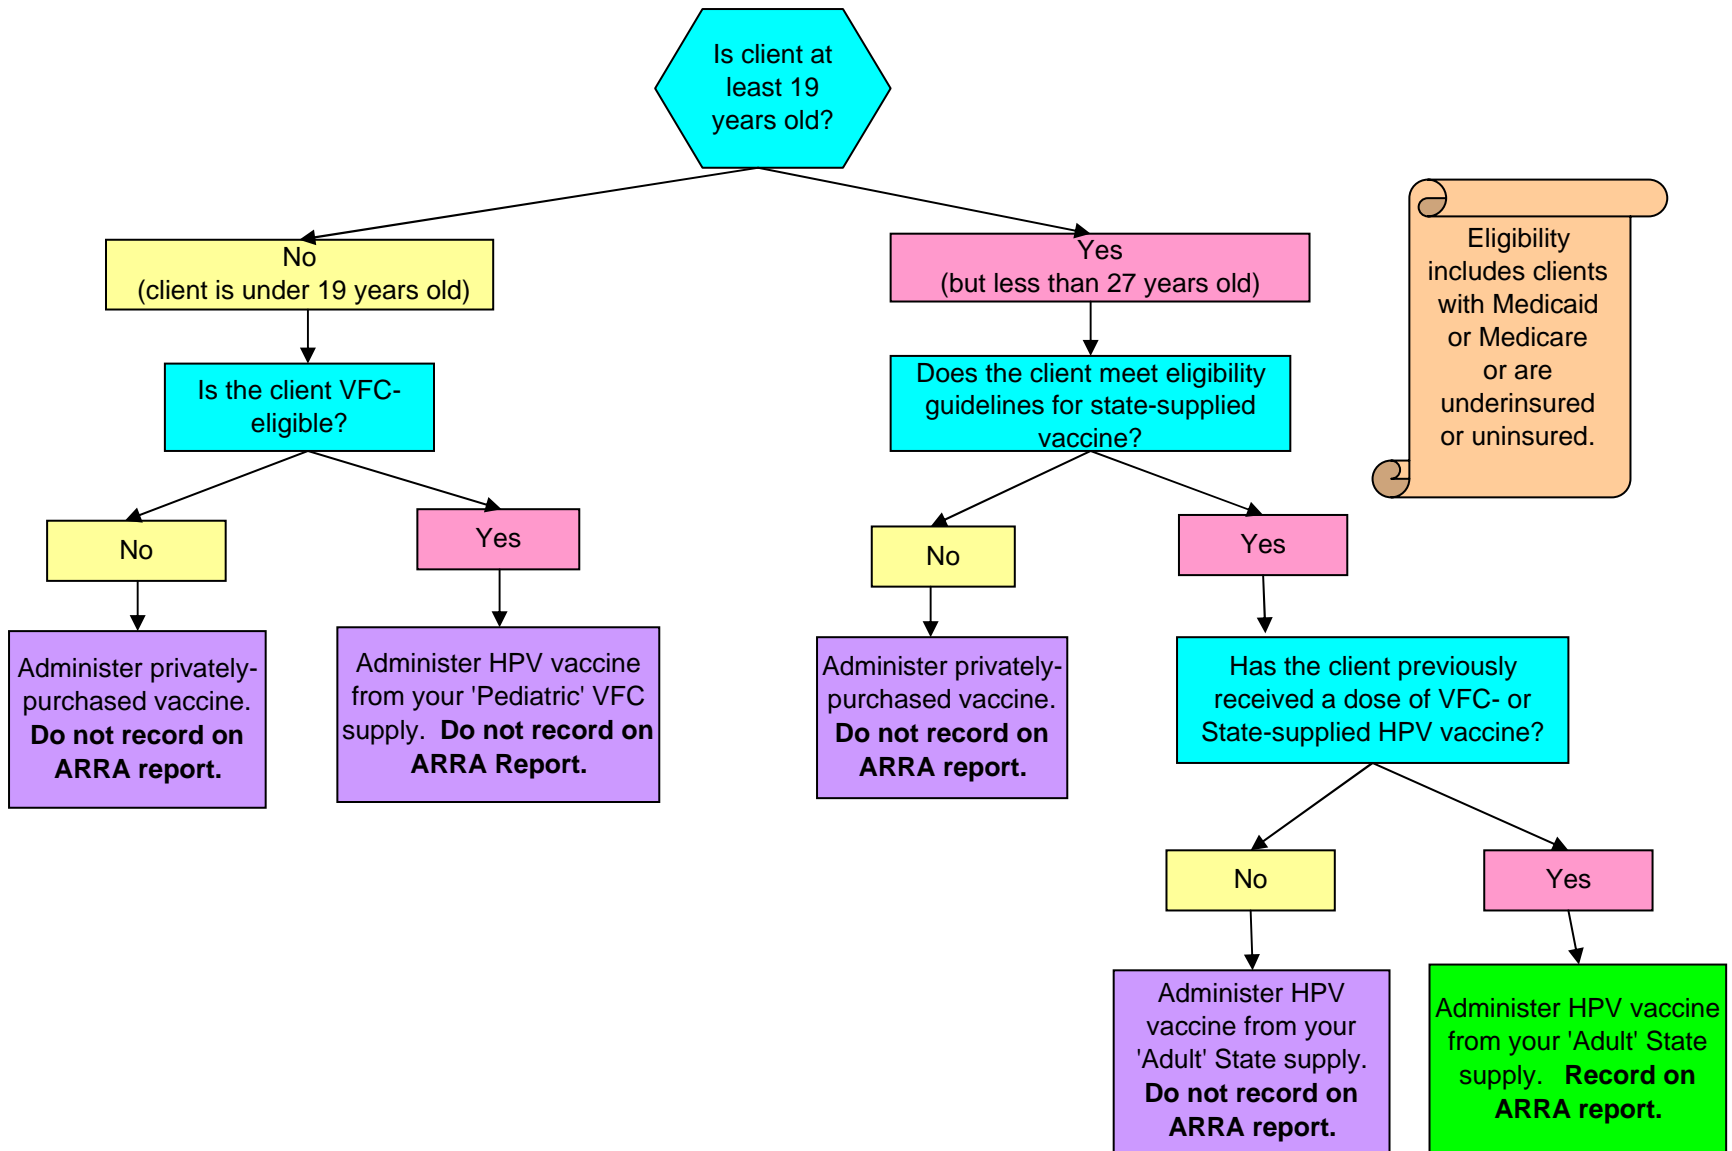 Is client at
least 19
years old?
No
(client is under 19 years old)
Yes
(but less than 27 years old)
Eligibility
includes clients
with Medicaid
or Medicare
or are
underinsured
or uninsured.
Is the client VFC-
eligible?
Does the client meet eligibility
guidelines for state-supplied
vaccine?
No
Yes
No
Yes
Administer privately-
purchased vaccine.
Do not record on
ARRA report.
Administer HPV vaccine
from your 'Pediatric' VFC
supply.  Do not record on
ARRA Report.
Administer privately-
purchased vaccine.
Do not record on
ARRA report.
Has the client previously
received a dose of VFC- or
State-supplied HPV vaccine?
No
Yes
Administer HPV
vaccine from your
'Adult' State supply.
Do not record on
ARRA report.
Administer HPV vaccine
from your 'Adult' State
supply.   Record on
ARRA report.